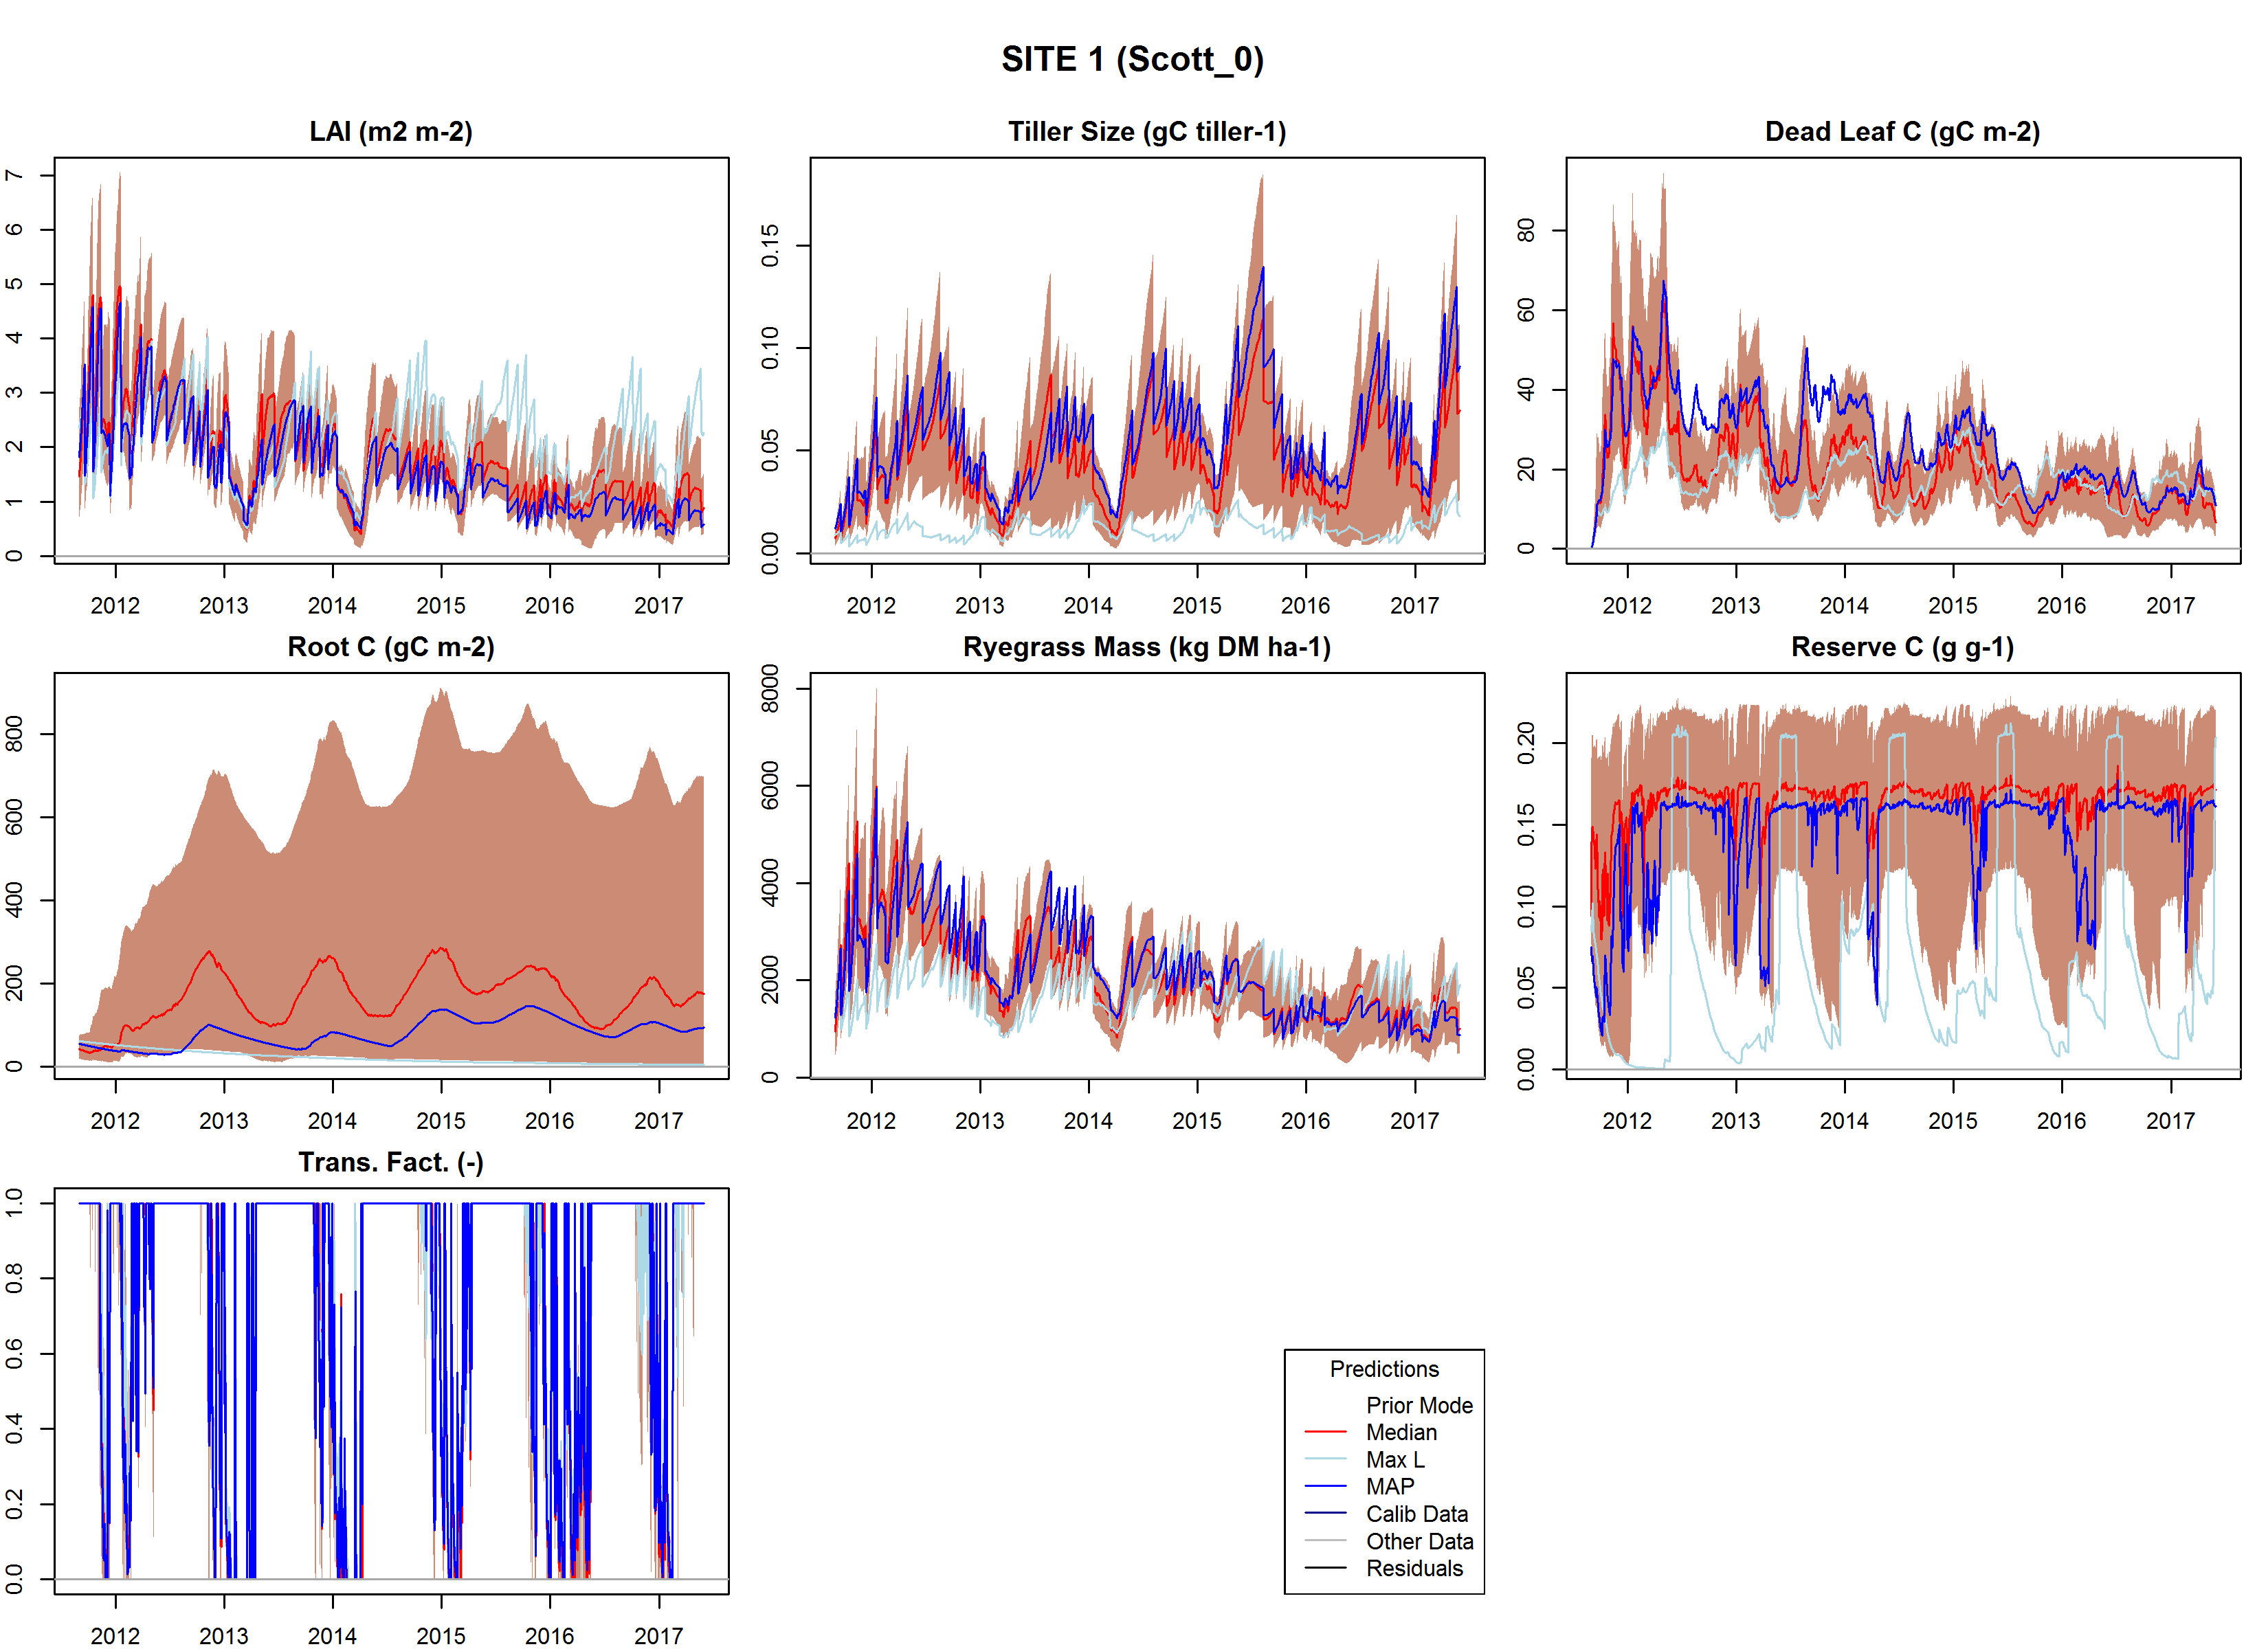 SITE 1 (Scott_0)
LAI (m2 m-2)
0 1 2 3 4 5 6 7
2012 2013 2014 2015 2016 2017
Tiller Size (gC tiller-1)
0.00 0.05 0.10 0.15
2012 2013 2014 2015 2016 2017
Dead Leaf C (gC m-2)
0 20 40 60 80
2012 2013 2014 2015 2016 2017
Root C (gC m-2)
0 200 400 600 800
2012 2013 2014 2015 2016 2017
Ryegrass Mass (kg DM ha-1)
0 2000 4000 6000 8000
2012 2013 2014 2015 2016 2017
Reserve C (g g-1)
0.00 0.05 0.10 0.15 0.20
2012 2013 2014 2015 2016 2017
Trans. Fact. (-)
0.0 0.2 0.4 0.6 0.8 1.0
2012 2013 2014 2015 2016 2017
Predictions
Prior Mode
Median
Max L
MAP
Calib Data
Other Data
Residuals